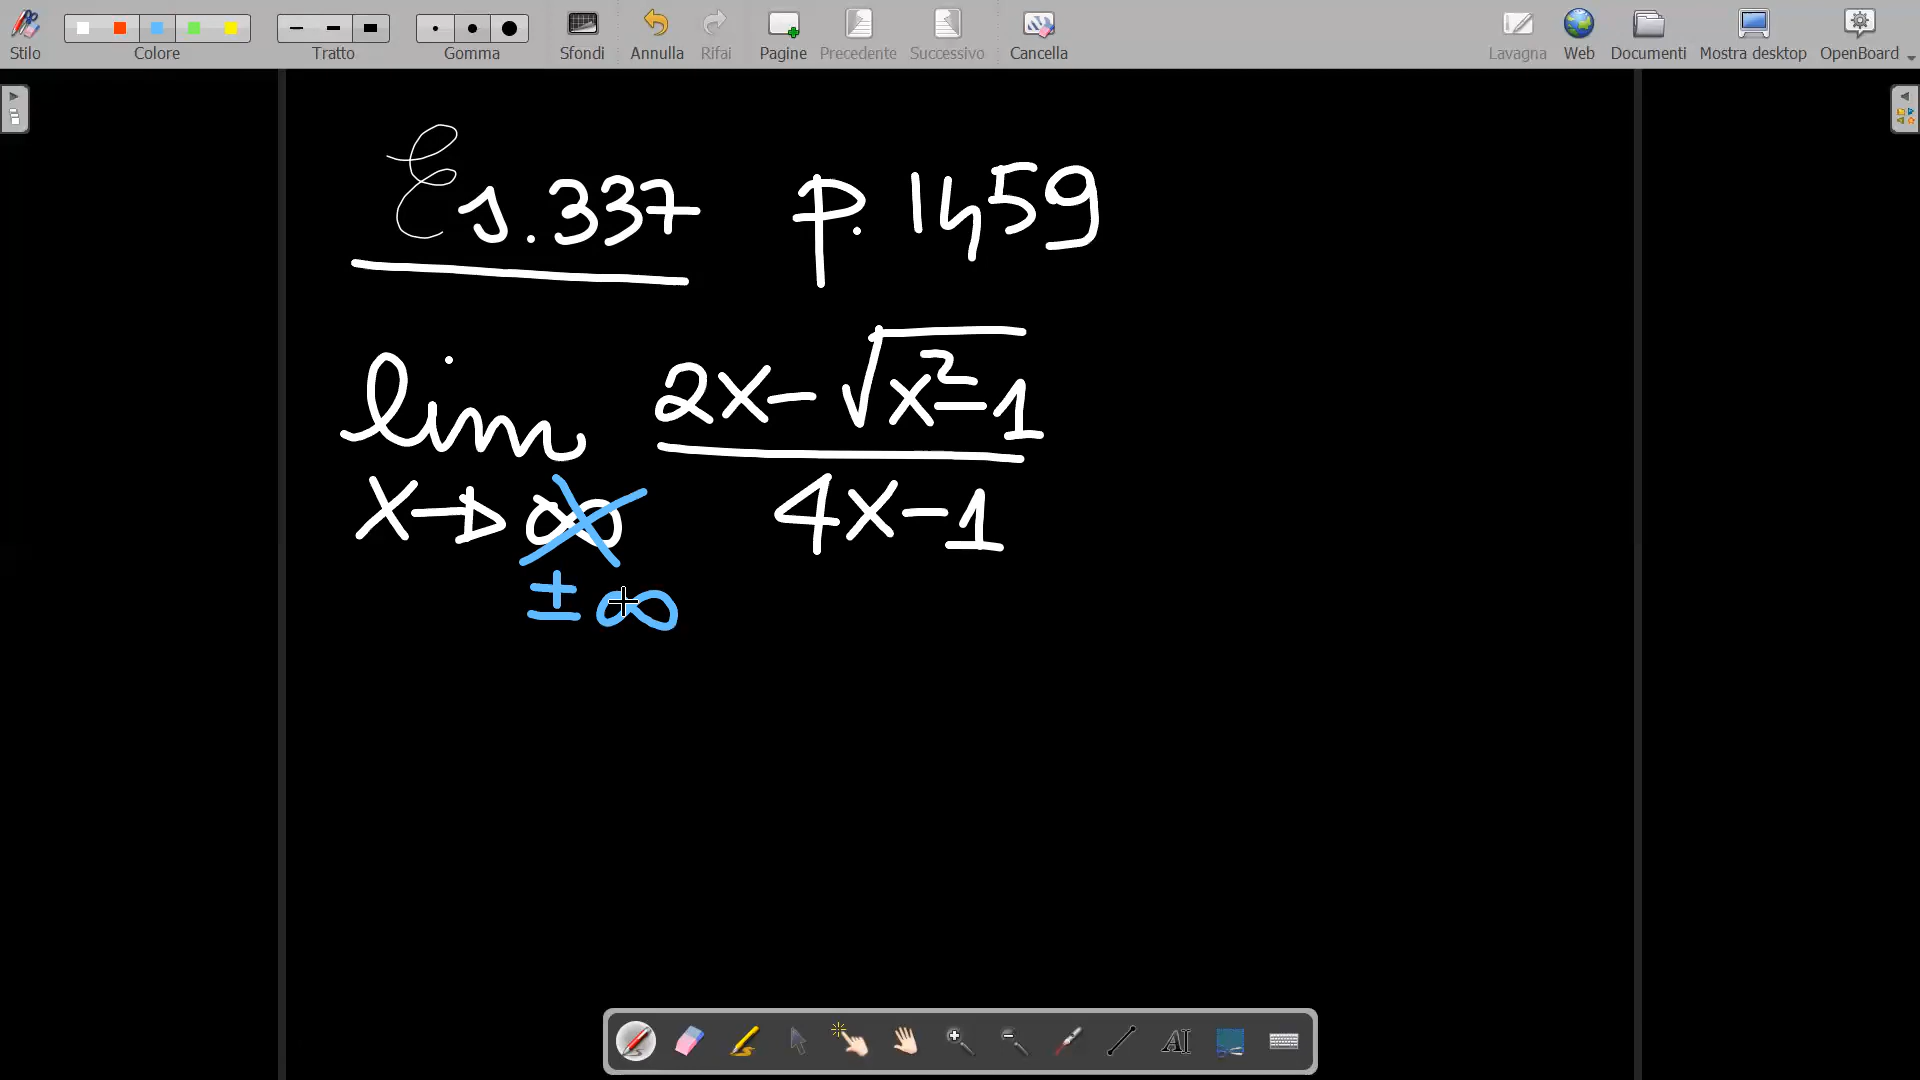 Stilo Colore Tratto Gomma Sfondi Annulla Rifai Pagine Precedente Successivo Cancella Lavagna Web Documenti Mostra desktop OpenBoard
Es. 337 p. 1459
lim 2x - √x²-1
x→∞ 4x-1
±∞
AI